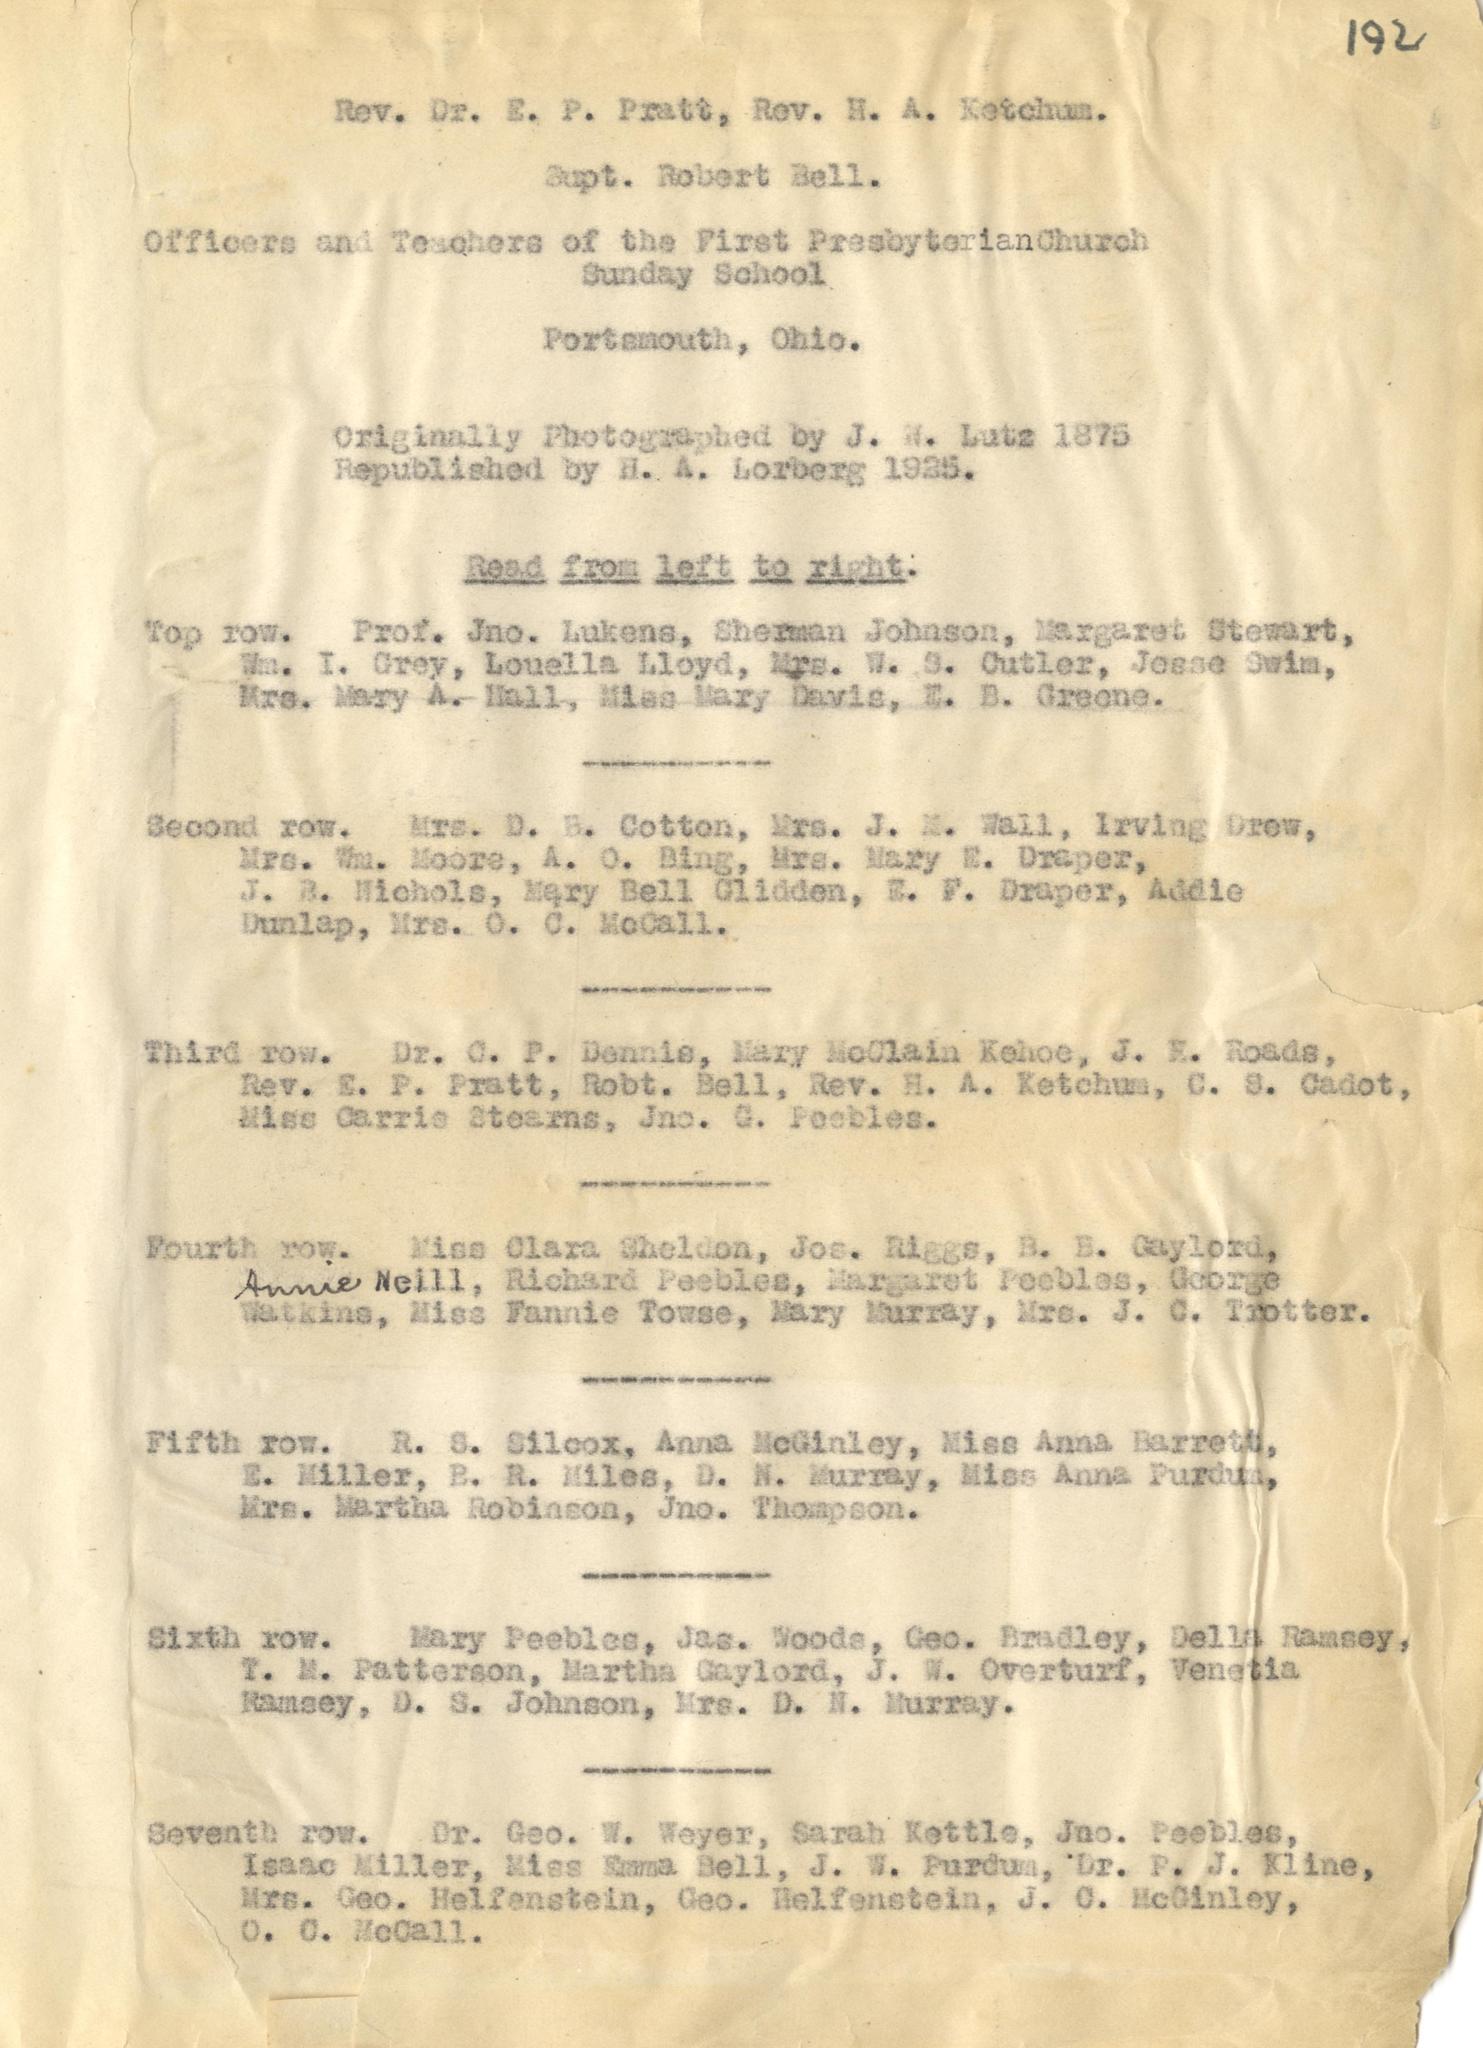 192
Rev. Dr. E. P. Pratt, Rev. H. A. Ketchum.
Supt. Robert Bell.
Officers and Teachers of the First Presbyterian Church
Sunday School
Portsmouth, Ohio.
Originally Photographed by J. W. Lutz 1875
Republished by H. A. Lorberg 1925.
Read from left to right.
Top row. Prof. Jno. Lukens, Sherman Johnson, Margaret Stewart,
Wm. I. Grey, Louella Lloyd, Mrs. W. S. Cutler, Jesse Swim,
Mrs. Mary A. Hall, Miss Mary Davis, E. B. Greene.
Second row. Mrs. D. B. Cotton, Mrs. J. M. Wall, Irving Drew,
Mrs. Wm. Moore, A. O. Bing, Mrs. Mary E. Draper,
J. B. Nichols, Mary Bell Glidden, E. F. Draper, Addie
Dunlap, Mrs. O. C. McCall.
Third row. Dr. C. P. Dennis, Mary McClain Kehoe, J. E. Roads,
Rev. E. P. Pratt, Robt. Bell, Rev. H. A. Ketchum, C. S. Cadot,
Miss Carrie Stearns, Jno. G. Peebles.
Fourth row. Miss Clara Sheldon, Jos. Riggs, B. B. Gaylord,
Annie Neill, Richard Peebles, Margaret Peebles, George
Watkins, Miss Fannie Towse, Mary Murray, Mrs. J. C. Trotter.
Fifth row. R. S. Silcox, Anna McGinley, Miss Anna Barrett,
E. Miller, B. R. Miles, D. N. Murray, Miss Anna Purdum,
Mrs. Martha Robinson, Jno. Thompson.
Sixth row. Mary Peebles, Jas. Woods, Geo. Bradley, Della Ramsey,
T. M. Patterson, Martha Gaylord, J. W. Overturf, Venetia
Ramsey, D. S. Johnson, Mrs. D. N. Murray.
Seventh row. Dr. Geo. W. Weyer, Sarah Kettle, Jno. Peebles,
Isaac Miller, Miss Emma Bell, J. W. Purdum, Dr. P. J. Kline,
Mrs. Geo. Helfenstein, Geo. Helfenstein, J. C. McGinley,
O. C. McCall.